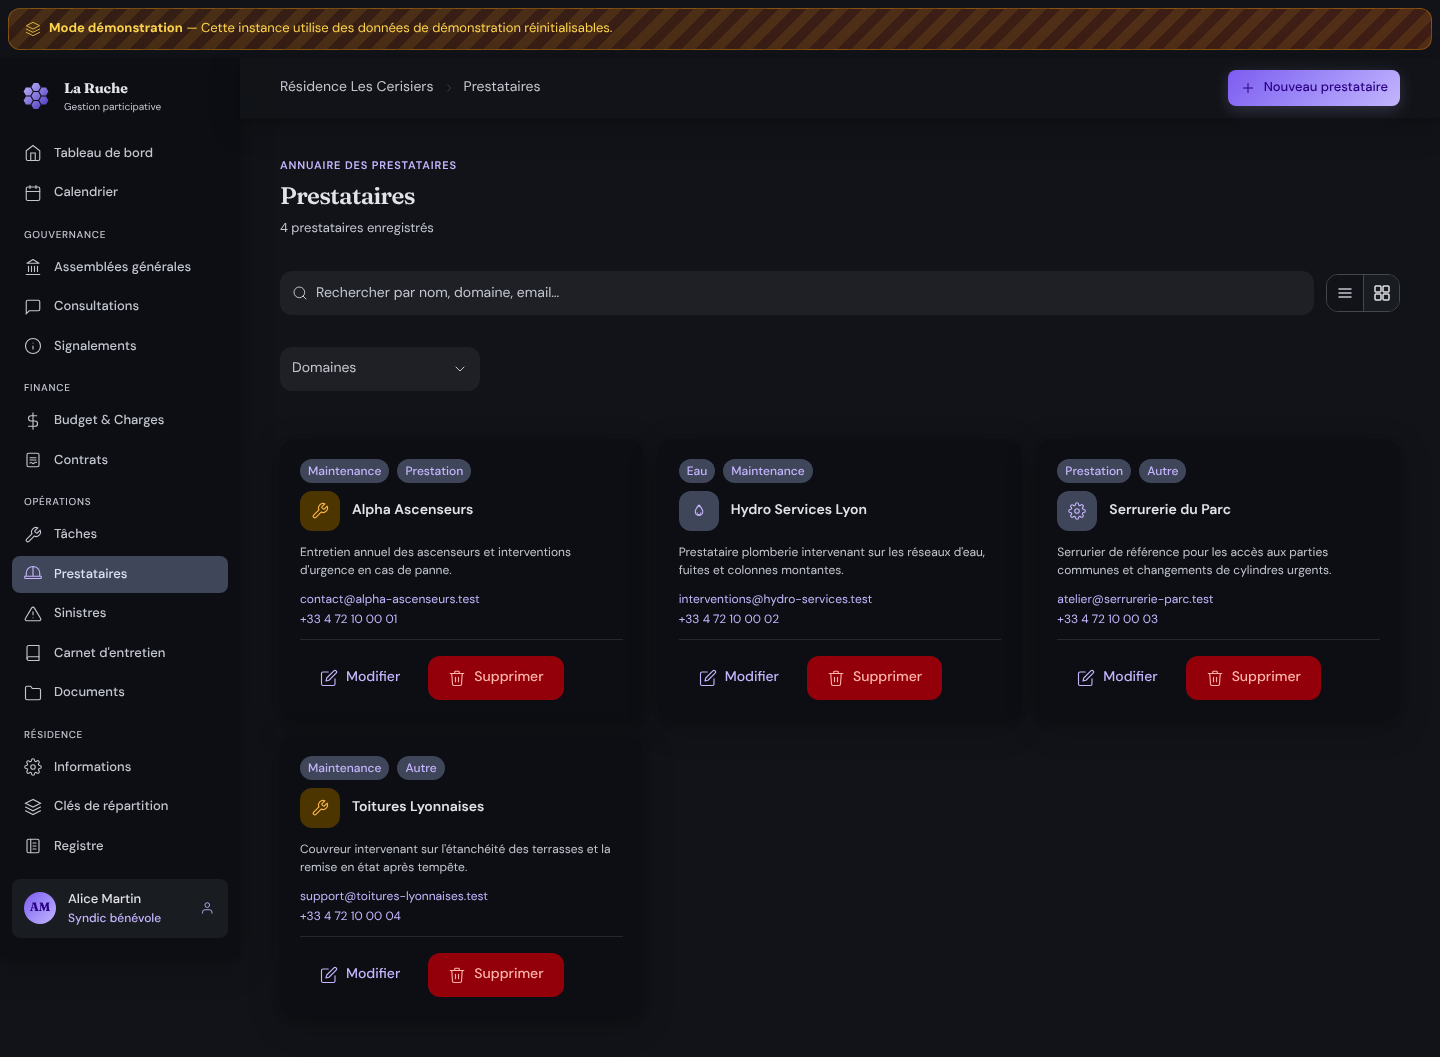 Mode démonstration — Cette instance utilise des données de démonstration réinitialisables.
La Ruche
Gestion participative
Tableau de bord
Calendrier
GOUVERNANCE
Assemblées générales
Consultations
Signalements
FINANCE
Budget & Charges
Contrats
OPÉRATIONS
Tâches
Prestataires
Sinistres
Carnet d'entretien
Documents
RÉSIDENCE
Informations
Clés de répartition
Registre
AM
Alice Martin
Syndic bénévole
Résidence Les Cerisiers > Prestataires
Nouveau prestataire
ANNUAIRE DES PRESTATAIRES
Prestataires
4 prestataires enregistrés
Rechercher par nom, domaine, email...
Domaines
Maintenance Prestation
Alpha Ascenseurs
Entretien annuel des ascenseurs et interventions
d'urgence en cas de panne.
contact@alpha-ascenseurs.test
+33 4 72 10 00 01
Modifier Supprimer
Eau Maintenance
Hydro Services Lyon
Prestataire plomberie intervenant sur les réseaux d'eau,
fuites et colonnes montantes.
interventions@hydro-services.test
+33 4 72 10 00 02
Modifier Supprimer
Prestation Autre
Serrurerie du Parc
Serrurier de référence pour les accès aux parties
communes et changements de cylindres urgents.
atelier@serrurerie-parc.test
+33 4 72 10 00 03
Modifier Supprimer
Maintenance Autre
Toitures Lyonnaises
Couvreur intervenant sur l'étanchéité des terrasses et la
remise en état après tempête.
support@toitures-lyonnaises.test
+33 4 72 10 00 04
Modifier Supprimer